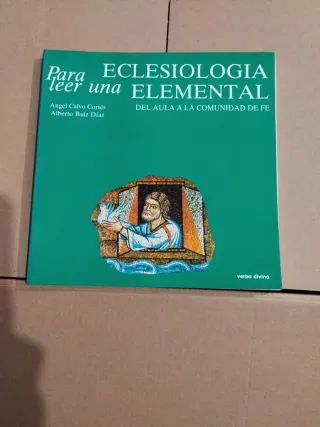 Para leer una
ECLESIOLOGIA
ELEMENTAL
DEL AULA A LA COMUNIDAD DE FE
Angel Calvo Cortés
Alberto Ruiz Díaz
verbo divino